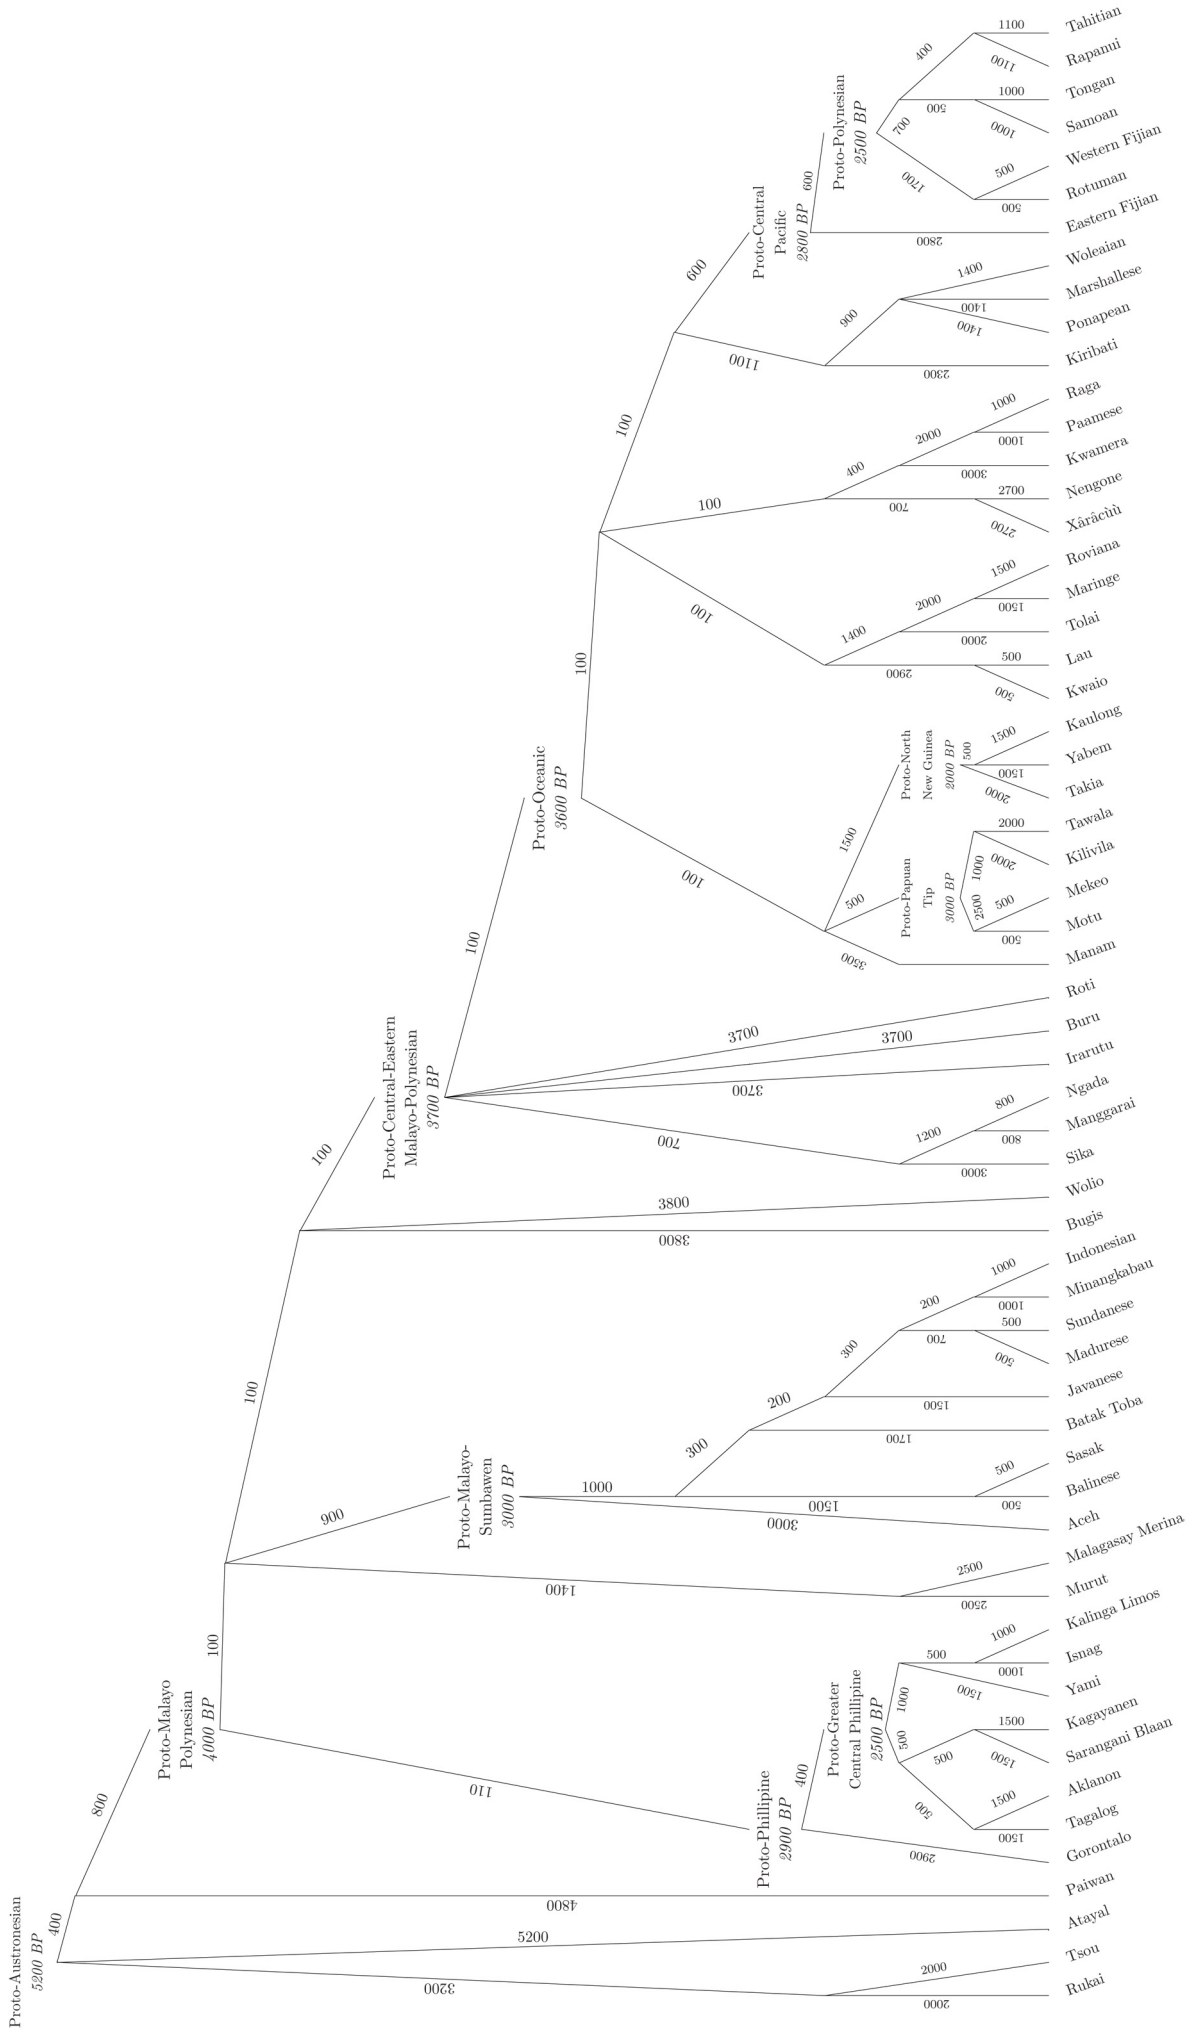 1100
Tahitian
400
1100
Rapanui
Proto-Polynesian
2500 BP
1000
Tongan
500
700
1000
Samoan
600
1700
500
Western Fijian
500
Rotuman
Proto-Central
Pacific
2800 BP
2800
Eastern Fijian
600
1400
Woleaian
1400
Marshallese
900
1400
Ponapean
1100
2300
Kiribati
100
1000
Raga
2000
1000
Paamese
400
3000
Kwamera
100
700
2700
Nengone
2700
Xârâcùù
1500
Roviana
2000
1500
Maringe
100
1400
2000
Tolai
100
2900
500
Lau
500
Kwaio
Proto-Oceanic
3600 BP
Proto-North
New Guinea
2000 BP
500
1500
Kaulong
1500
Yabem
2000
Takia
1500
2000
Tawala
100
Proto-Papuan
Tip
3000 BP
1000
2000
Kilivila
500
2500
500
Mekeo
500
Motu
3500
Manam
100
Proto-Central-Eastern
Malayo-Polynesian
3700 BP
3700
Roti
3700
Buru
3700
Irarutu
700
800
Ngada
1200
800
Manggarai
3000
Sika
100
3800
Wolio
3800
Bugis
1000
Indonesian
200
1000
Minangkabau
700
500
Sundanese
300
500
Madurese
100
200
1500
Javanese
300
1700
Batak Toba
Proto-Malayo-
Sumbawen
3000 BP
500
Sasak
1000
1500
500
Balinese
900
3000
Aceh
1400
2500
Malagasay Merina
2500
Murut
100
1000
Kalinga Limos
500
1000
Isnag
Proto-Malayo
Polynesian
4000 BP
Proto-Greater
Central Phillipine
2500 BP
1000
1500
Yami
500
1500
Kagayanen
500
1500
Sarangani Blaan
110
400
500
1500
Aklanon
800
Proto-Phillipine
2900 BP
1500
Tagalog
2900
Gorontalo
4800
Paiwan
Proto-Austronesian
5200 BP
400
5200
Atayal
3200
2000
Tsou
2000
Rukai